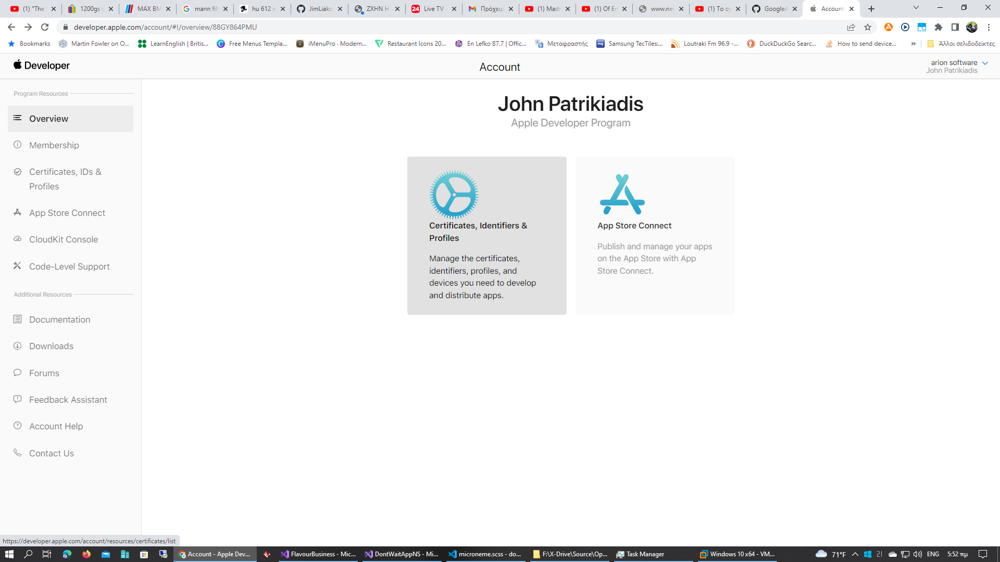 (1) "The
1200gs c
MAX BM
mann fil
hu 612 x
JimLiako
ZXHN H
Live TV -
Πρόχειρ
(1) Madr
(1) Of En
www.nev
(1) Το σχ
GoogleA
Account
developer.apple.com/account/#!/overview/88GY864PMU
Bookmarks
Martin Fowler on O...
LearnEnglish | Britis...
Free Menus Templa...
iMenuPro · Modern...
Restaurant Icons 20...
En Lefko 87.7 | Offic...
Μεταφραστής
Samsung TecTiles:...
Loutraki Fm 96.9 -...
DuckDuckGo Searc...
How to send device...
»
Άλλοι σελιδοδείκτες
Developer
Account
arion software
John Patrikiadis
Program Resources
Overview
Membership
Certificates, IDs &
Profiles
App Store Connect
CloudKit Console
Code-Level Support
Additional Resources
Documentation
Downloads
Forums
Feedback Assistant
Account Help
Contact Us
John Patrikiadis
Apple Developer Program
Certificates, Identifiers &
Profiles
Manage the certificates,
identifiers, profiles, and
devices you need to develop
and distribute apps.
App Store Connect
Publish and manage your apps
on the App Store with App
Store Connect.
https://developer.apple.com/account/resources/certificates/list
Account - Apple Dev...
FlavourBusiness - Mic...
DontWaitAppNS - Mi...
microneme.scss - do...
F:\X-Drive\Source\Op...
Task Manager
Windows 10 x64 - VM...
71°F
ENG
5:52 πμ